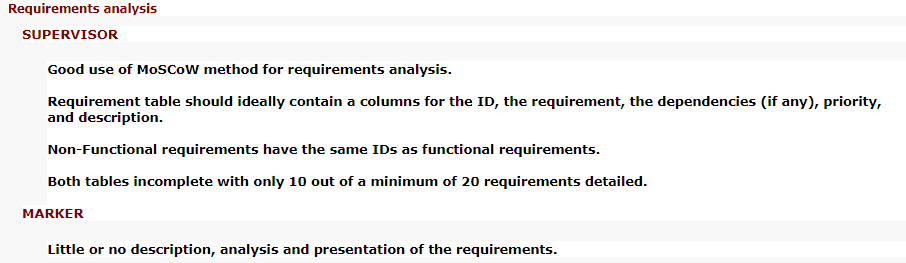 Requirements analysis
SUPERVISOR
Good use of MoSCoW method for requirements analysis.
Requirement table should ideally contain a columns for the ID, the requirement, the dependencies (if any), priority,
and description.
Non-Functional requirements have the same IDs as functional requirements.
Both tables incomplete with only 10 out of a minimum of 20 requirements detailed.
MARKER
Little or no description, analysis and presentation of the requirements.